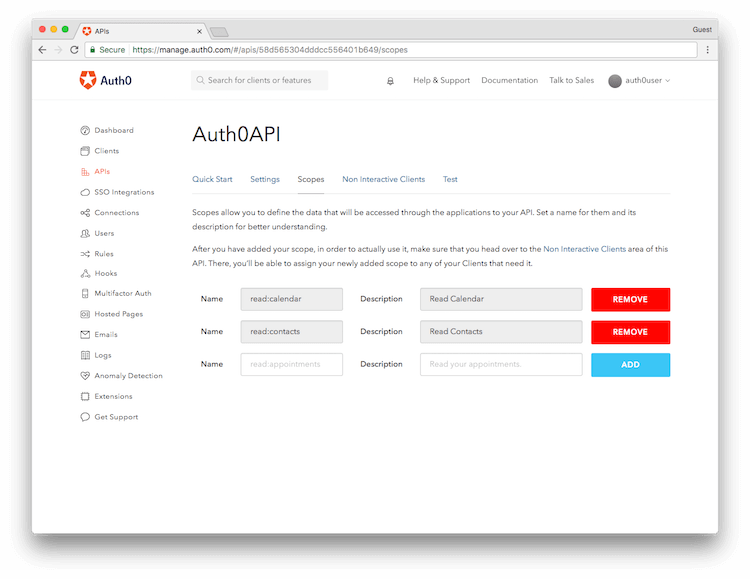 APIs
Guest
Secure https://manage.auth0.com/#/apis/58d565304dddcc556401b649/scopes
Auth0
Search for clients or features
Help & Support Documentation Talk to Sales auth0user
Dashboard
Clients
APIs
SSO Integrations
Connections
Users
Rules
Hooks
Multifactor Auth
Hosted Pages
Emails
Logs
Anomaly Detection
Extensions
Get Support
Auth0API
Quick Start Settings Scopes Non Interactive Clients Test
Scopes allow you to define the data that will be accessed through the applications to your API. Set a name for them and its
description for better understanding.
After you have added your scope, in order to actually use it, make sure that you head over to the Non Interactive Clients area of this
API. There, you'll be able to assign your newly added scope to any of your Clients that need it.
Name read:calendar Description Read Calendar REMOVE
Name read:contacts Description Read Contacts REMOVE
Name read:appointments Description Read your appointments. ADD